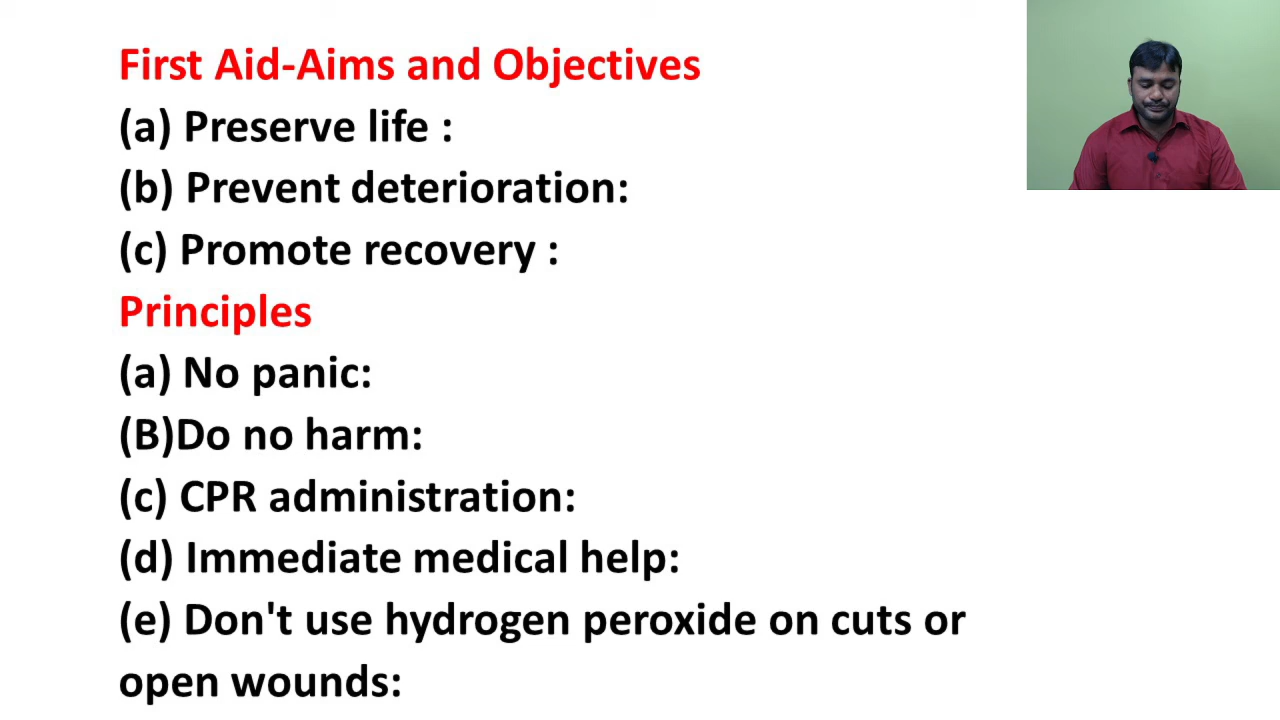 First Aid-Aims and Objectives
(a) Preserve life :
(b) Prevent deterioration:
(c) Promote recovery :
Principles
(a) No panic:
(B)Do no harm:
(c) CPR administration:
(d) Immediate medical help:
(e) Don't use hydrogen peroxide on cuts or
open wounds: